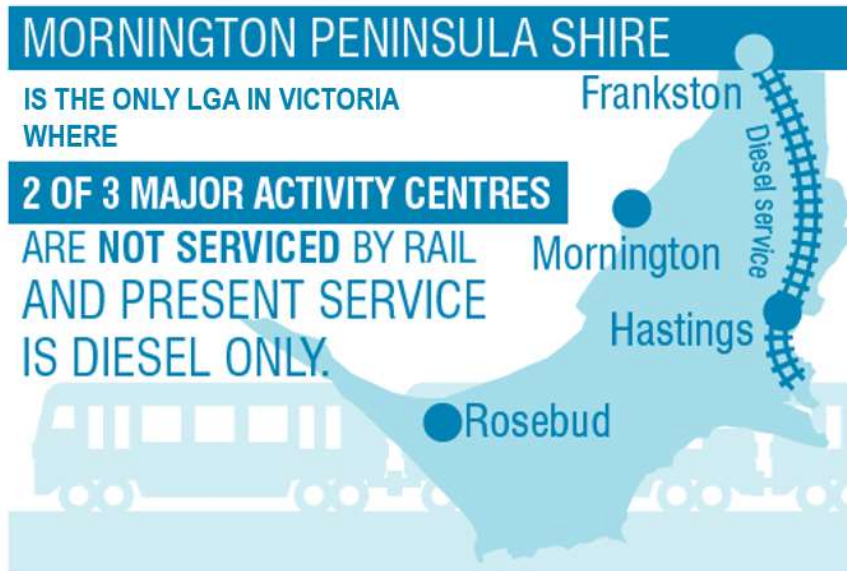 MORNINGTON PENINSULA SHIRE
IS THE ONLY LGA IN VICTORIA
WHERE
2 OF 3 MAJOR ACTIVITY CENTRES
ARE NOT SERVICED BY RAIL
AND PRESENT SERVICE
IS DIESEL ONLY.
Frankston
Diesel service
Mornington
Hastings
Rosebud